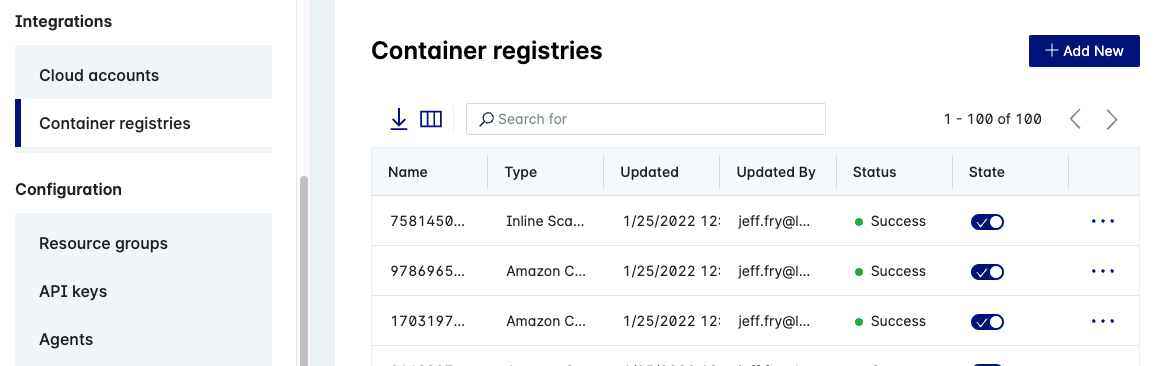 Integrations
Cloud accounts
Container registries
Configuration
Resource groups
API keys
Agents
Container registries
Add New
Search for
1 - 100 of 100
Name Type Updated Updated By Status State
7581450... Inline Sca... 1/25/2022 12: jeff.fry@l... Success
9786965... Amazon C... 1/25/2022 12: jeff.fry@l... Success
1703197... Amazon C... 1/25/2022 12: jeff.fry@l... Success